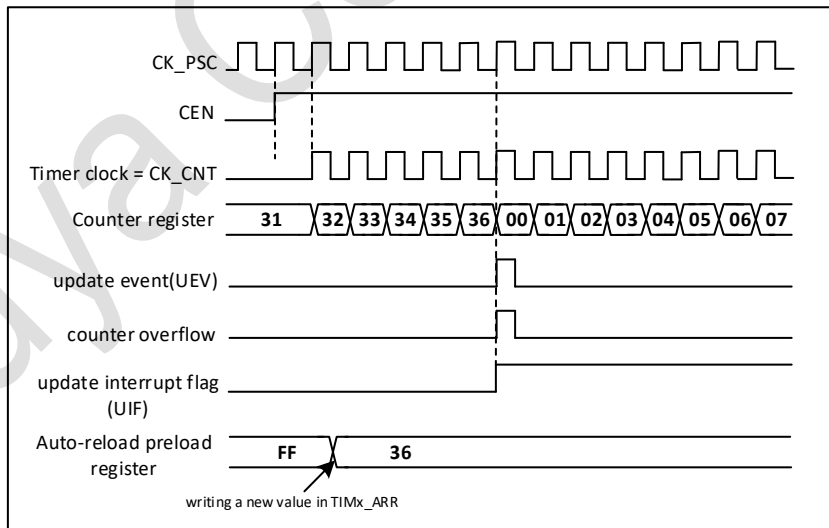 CK_PSC
CEN
Timer clock = CK_CNT
Counter register 31 32 33 34 35 36 00 01 02 03 04 05 06 07
update event(UEV)
counter overflow
update interrupt flag
(UIF)
Auto-reload preload
register
FF 36
writing a new value in TIMx_ARR